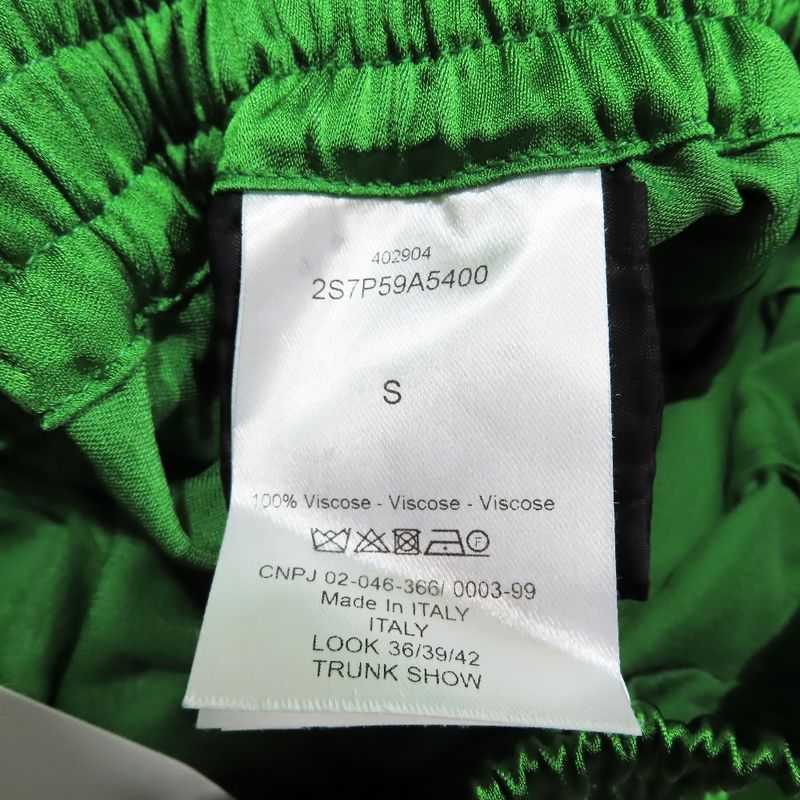 402904
2S7P59A5400
S
100% Viscose - Viscose - Viscose
F
CNPJ 02-046-366/ 0003-99
Made In ITALY
ITALY
LOOK 36/39/42
TRUNK SHOW